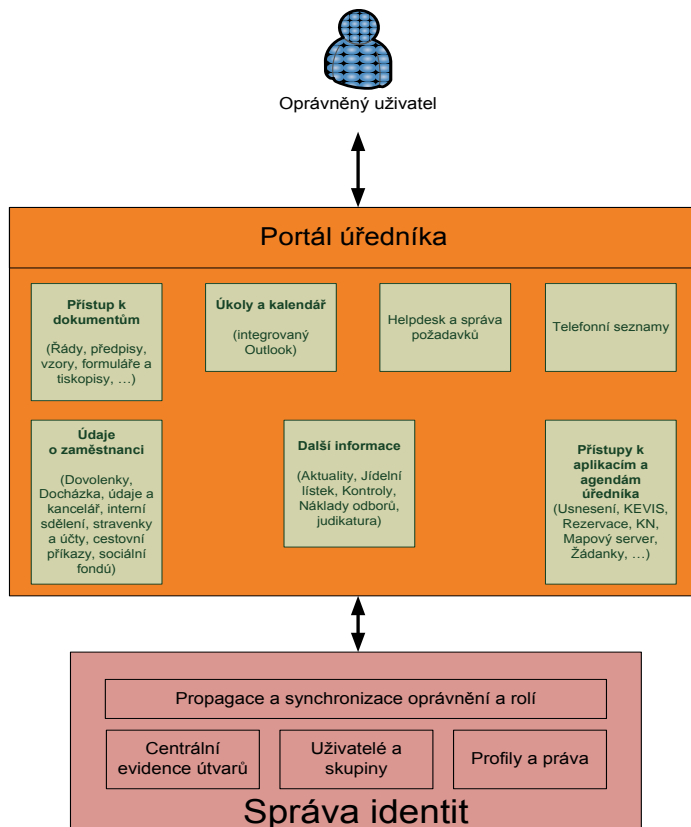 Oprávněný uživatel
Portál úředníka
Přístup k
dokumentům
(Řády, předpisy,
vzory, formuláře a
tiskopisy, …)
Úkoly a kalendář
(integrovaný
Outlook)
Helpdesk a správa
požadavků
Telefonní seznamy
Údaje
o zaměstnanci
(Dovolenky,
Docházka, údaje a
kancelář, interní
sdělení, stravenky
a účty, cestovní
příkazy, sociální
fondú)
Další informace
(Aktuality, Jídelní
lístek, Kontroly,
Náklady odborů,
judikatura)
Přístupy k
aplikacím a
agendám
úředníka
(Usnesení, KEVIS,
Rezervace, KN,
Mapový server,
Žádanky, …)
Propagace a synchronizace oprávnění a rolí
Centrální
evidence útvarů
Uživatelé a
skupiny
Profily a práva
Správa identit